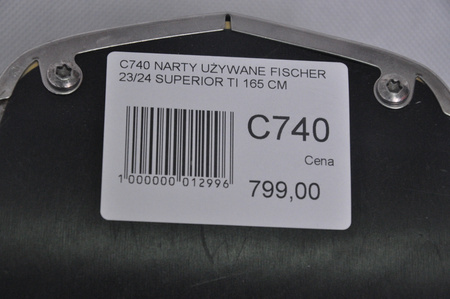 C740 NARTY UŻYWANE FISCHER
23/24 SUPERIOR TI 165 CM
C740
Cena
1 000000 012996
799,00